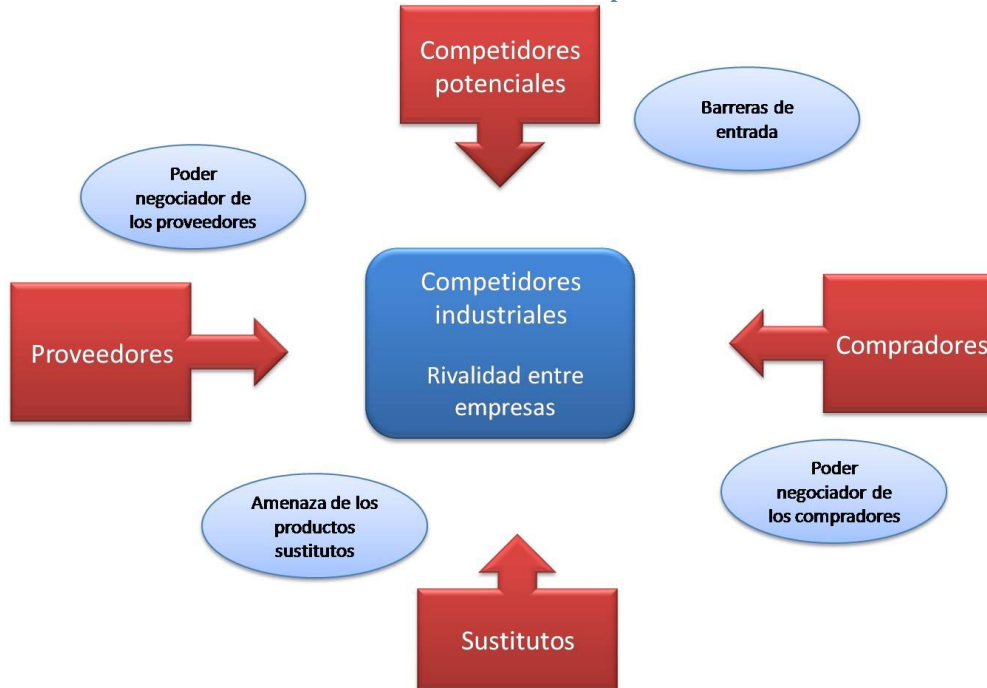 Competidores
potenciales
Barreras de
entrada
Poder
negociador de
los proveedores
Competidores
industriales
Rivalidad entre
empresas
Proveedores
Compradores
Poder
negociador de
los compradores
Amenaza de los
productos
sustitutos
Sustitutos